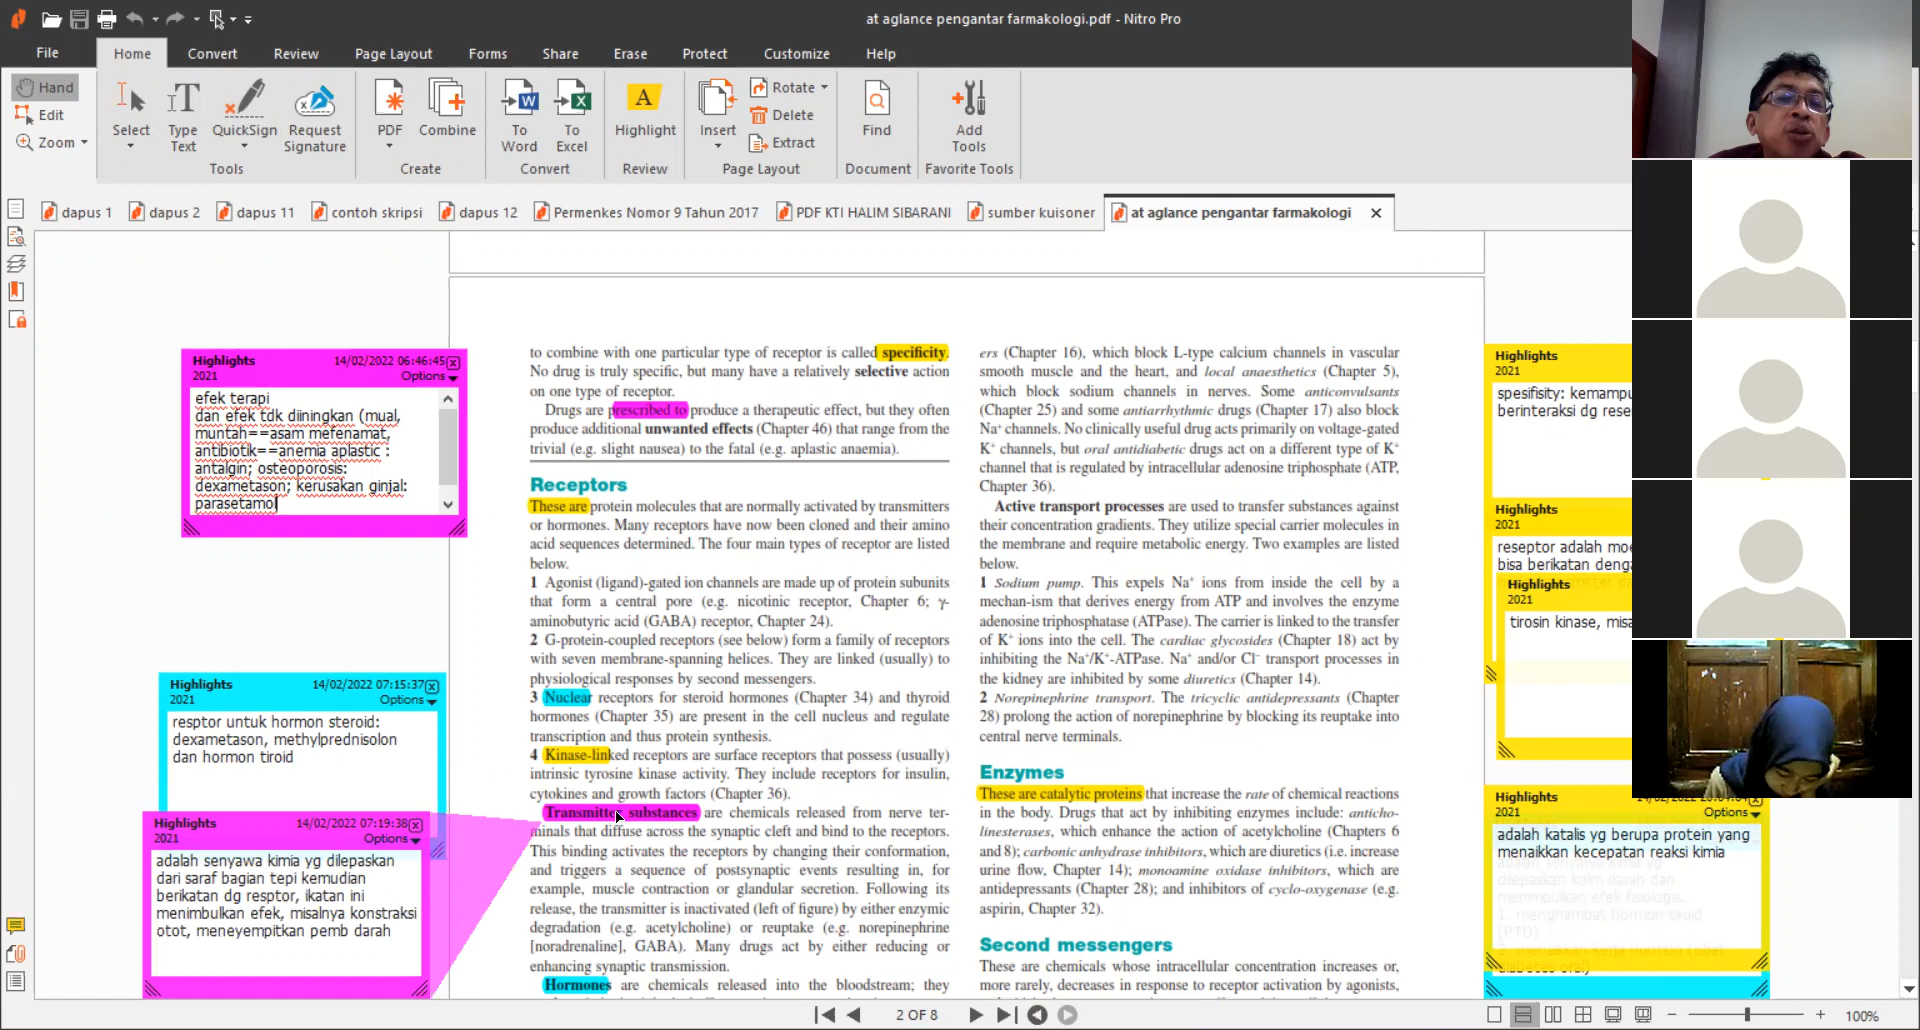 at aglance pengantar farmakologi.pdf - Nitro Pro
File
Home
Convert
Review
Page Layout
Forms
Share
Erase
Protect
Customize
Help
Hand
Edit
Zoom
Select
Type Text
QuickSign
Request Signature
Tools
PDF
Combine
Create
To Word
To Excel
Convert
Highlight
Review
Insert
Rotate
Delete
Extract
Page Layout
Find
Document
Add Tools
Favorite Tools
dapus 1
dapus 2
dapus 11
contoh skripsi
dapus 12
Permenkes Nomor 9 Tahun 2017
PDF KTI HALIM SIBARANI
sumber kuisoner
at aglance pengantar farmakologi
Highlights 14/02/2022 06:46:45
2021 Options
efek terapi
dan efek tdk diiningkan (mual,
muntah==asam mefenamat,
antibiotik==anemia aplastic :
antalgin; osteoporosis:
dexametason; kerusakan ginjal:
parasetamol
Highlights 14/02/2022 07:15:37
2021 Options
resptor untuk hormon steroid:
dexametason, methylprednisolon
dan hormon tiroid
Highlights 14/02/2022 07:19:38
2021 Options
adalah senyawa kimia yg dilepaskan
dari saraf bagian tepi kemudian
berikatan dg resptor, ikatan ini
menimbulkan efek, misalnya konstraksi
otot, meneyempitkan pemb darah
to combine with one particular type of receptor is called specificity.
No drug is truly specific, but many have a relatively selective action
on one type of receptor.
Drugs are prescribed to produce a therapeutic effect, but they often
produce additional unwanted effects (Chapter 46) that range from the
trivial (e.g. slight nausea) to the fatal (e.g. aplastic anaemia).
Receptors
These are protein molecules that are normally activated by transmitters
or hormones. Many receptors have now been cloned and their amino
acid sequences determined. The four main types of receptor are listed
below.
1 Agonist (ligand)-gated ion channels are made up of protein subunits
that form a central pore (e.g. nicotinic receptor, Chapter 6; γ-
aminobutyric acid (GABA) receptor, Chapter 24).
2 G-protein-coupled receptors (see below) form a family of receptors
with seven membrane-spanning helices. They are linked (usually) to
physiological responses by second messengers.
3 Nuclear receptors for steroid hormones (Chapter 34) and thyroid
hormones (Chapter 35) are present in the cell nucleus and regulate
transcription and thus protein synthesis.
4 Kinase-linked receptors are surface receptors that possess (usually)
intrinsic tyrosine kinase activity. They include receptors for insulin,
cytokines and growth factors (Chapter 36).
Transmitter substances are chemicals released from nerve ter-
minals that diffuse across the synaptic cleft and bind to the receptors.
This binding activates the receptors by changing their conformation,
and triggers a sequence of postsynaptic events resulting in, for
example, muscle contraction or glandular secretion. Following its
release, the transmitter is inactivated (left of figure) by either enzymic
degradation (e.g. acetylcholine) or reuptake (e.g. norepinephrine
[noradrenaline], GABA). Many drugs act by either reducing or
enhancing synaptic transmission.
Hormones are chemicals released into the bloodstream; they
ers (Chapter 16), which block L-type calcium channels in vascular
smooth muscle and the heart, and local anaesthetics (Chapter 5),
which block sodium channels in nerves. Some anticonvulsants
(Chapter 25) and some antiarrhythmic drugs (Chapter 17) also block
Na⁺ channels. No clinically useful drug acts primarily on voltage-gated
K⁺ channels, but oral antidiabetic drugs act on a different type of K⁺
channel that is regulated by intracellular adenosine triphosphate (ATP,
Chapter 36).
Active transport processes are used to transfer substances against
their concentration gradients. They utilize special carrier molecules in
the membrane and require metabolic energy. Two examples are listed
below.
1 Sodium pump. This expels Na⁺ ions from inside the cell by a
mechan-ism that derives energy from ATP and involves the enzyme
adenosine triphosphatase (ATPase). The carrier is linked to the transfer
of K⁺ ions into the cell. The cardiac glycosides (Chapter 18) act by
inhibiting the Na⁺/K⁺-ATPase. Na⁺ and/or Cl⁻ transport processes in
the kidney are inhibited by some diuretics (Chapter 14).
2 Norepinephrine transport. The tricyclic antidepressants (Chapter
28) prolong the action of norepinephrine by blocking its reuptake into
central nerve terminals.
Enzymes
These are catalytic proteins that increase the rate of chemical reactions
in the body. Drugs that act by inhibiting enzymes include: anticho-
linesterases, which enhance the action of acetylcholine (Chapters 6
and 8); carbonic anhydrase inhibitors, which are diuretics (i.e. increase
urine flow, Chapter 14); monoamine oxidase inhibitors, which are
antidepressants (Chapter 28); and inhibitors of cyclo-oxygenase (e.g.
aspirin, Chapter 32).
Second messengers
These are chemicals whose intracellular concentration increases or,
more rarely, decreases in response to receptor activation by agonists,
Highlights
2021
spesifisity: kemampu
berinteraksi dg rese
Highlights
2021
reseptor adalah moe
bisa berikatan denga
Highlights
2021
tirosin kinase, misa
Highlights
2021 Options
adalah katalis yg berupa protein yang
menaikkan kecepatan reaksi kimia
dilepaskan kdlm darah dan
menimbulkan efek fisiologis.
1. menghambat hormon tiroid
(PTU)
2 OF 8
100%